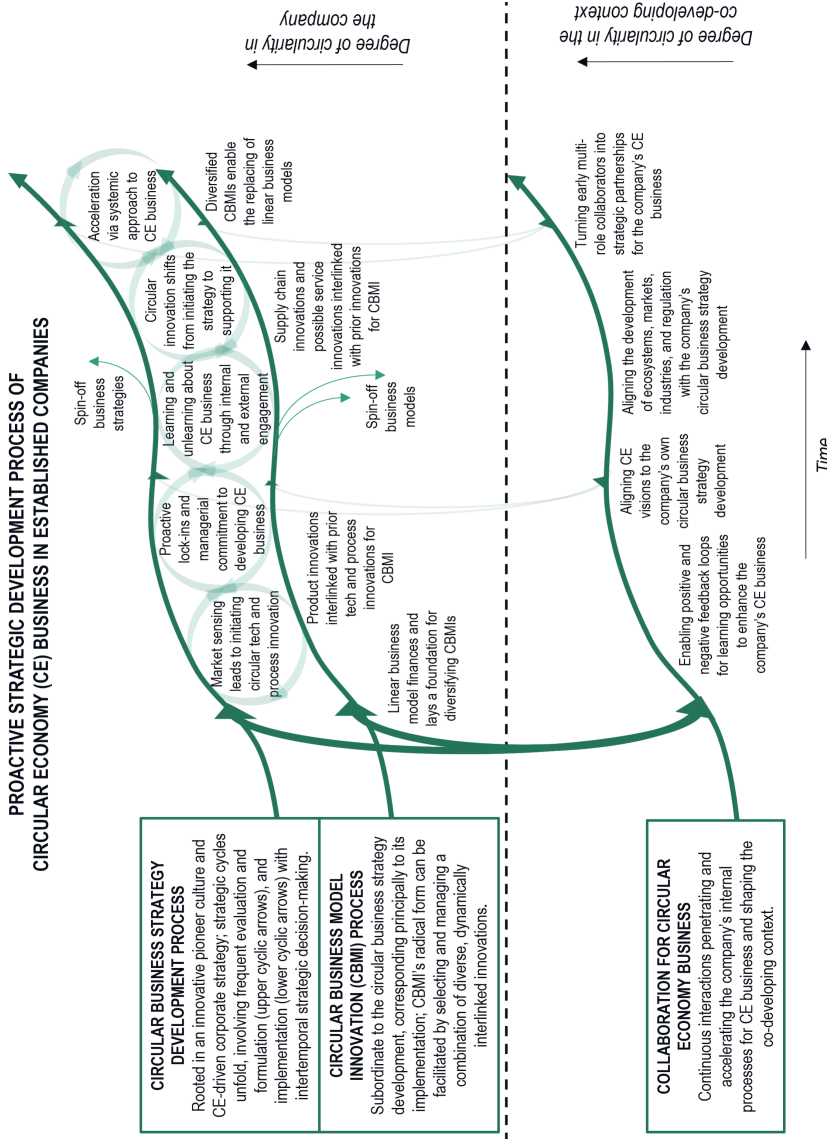 PROACTIVE STRATEGIC DEVELOPMENT PROCESS OF
CIRCULAR ECONOMY (CE) BUSINESS IN ESTABLISHED COMPANIES
CIRCULAR BUSINESS STRATEGY
DEVELOPMENT PROCESS
Rooted in an innovative pioneer culture and
CE-driven corporate strategy; strategic cycles
unfold, involving frequent evaluation and
formulation (upper cyclic arrows), and
implementation (lower cyclic arrows) with
intertemporal strategic decision-making.
Market sensing
leads to initiating
circular tech and
process innovation
Proactive
lock-ins and
managerial
commitment to
developing CE
business
Learning and
unlearning about
CE business
through internal
and external
engagement
Circular
innovation shifts
from initiating the
strategy to
supporting it
Acceleration
via systemic
approach to
CE business
Spin-off
business
strategies
CIRCULAR BUSINESS MODEL
INNOVATION (CBMI) PROCESS
Subordinate to the circular business strategy
development, corresponding principally to its
implementation; CBMI's radical form can be
facilitated by selecting and managing a
combination of diverse, dynamically
interlinked innovations.
Linear business
model finances and
lays a foundation for
diversifying CBMIs
Product innovations
interlinked with prior
tech and process
innovations for
CBMI
Spin-off
business
models
Supply chain
innovations and
possible service
innovations interlinked
with prior innovations
for CBMI
Diversified
CBMIs enable
the replacing of
linear business
models
Degree of circularity in
the company
COLLABORATION FOR CIRCULAR
ECONOMY BUSINESS
Continuous interactions penetrating and
accelerating the company's internal
processes for CE business and shaping the
co-developing context.
Enabling positive and
negative feedback loops
for learning opportunities
to enhance the
company's CE business
Aligning CE
visions to the
company's own
circular business
strategy
development
Aligning the development
of ecosystems, markets,
industries, and regulation
with the company's
circular business strategy
development
Turning early multi-
role collaborators into
strategic partnerships
for the company's CE
business
Degree of circularity in the
co-developing context
Time